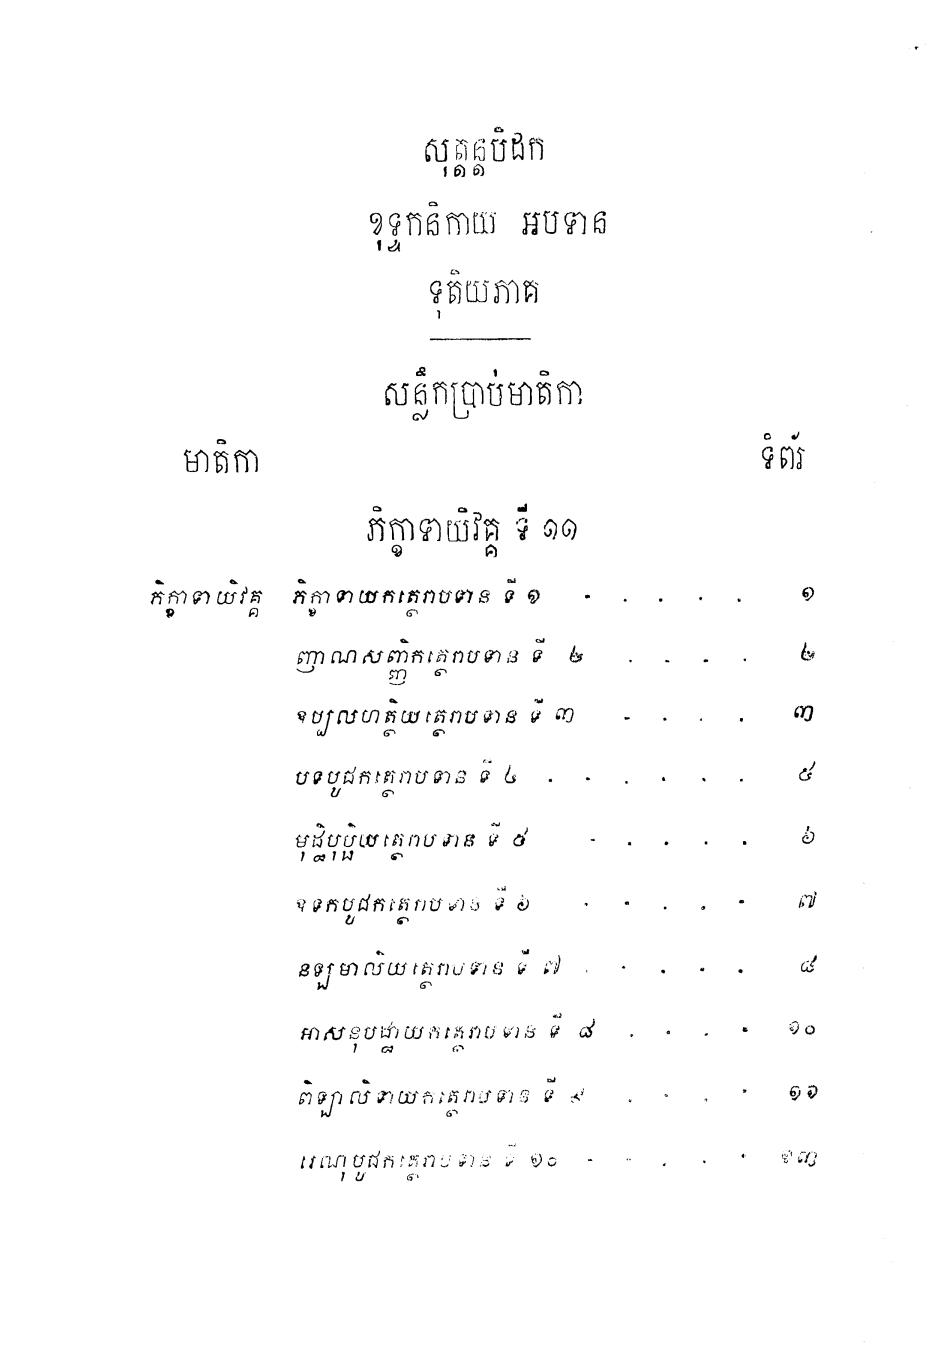 សុត្តន្តបិដក
ខុទ្ទកនិកាយ អបទាន
ទុតិយភាគ
សន្លឹកប្រាប់មាតិកា
មាតិកា ទំព័រ
ភិក្ខាទាយិវគ្គ ទី ១១
ភិក្ខាទាយិវគ្គ ភិក្ខាទាយកត្ថេរាបទាន ទី ១ - . . . . ១
ញាណសញ្ញិកត្ថេរាបទាន ទី ២ . . . . ២
ឧប្បលហត្ថិយត្ថេរាបទាន ទី ៣ - . . . ៣
បទបូជកត្ថេរាបទាន ទី ៤ . . . . . . ៥
មុដ្ឋិបុប្ផិយត្ថេរាបទាន ទី ៥ - . . . . ៦
ឧទកបូជកត្ថេរាបទាន ទី ៦ . . . . . ៧
នឡមាលិយត្ថេរាបទាន ទី ៧ . . . . . ៨
អាសនុបដ្ឋាយកត្ថេរាបទាន ទី ៨ . . . . ១០
ពិឡាលិទាយកត្ថេរាបទាន ទី ៩ . . . . ១១
រេណុបូជកត្ថេរាបទាន ទី ១០ - - . . . ១៣